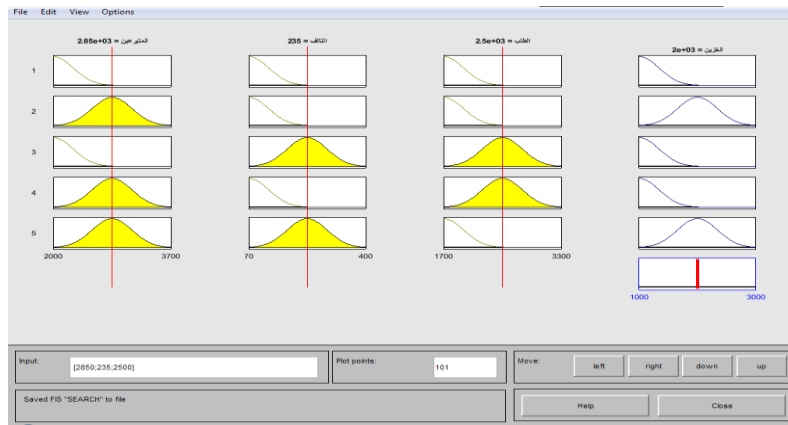 File Edit View Options
المتبرعين = 2.85e+03
التالف = 235
الطلب = 2.5e+03
الخزين = 2e+03
1
2
3
4
5
2000 3700
70 400
1700 3300
1000 3000
Input: [2850;235;2500]
Plot points: 101
Move: left right down up
Saved FIS "SEARCH" to file
Help Close